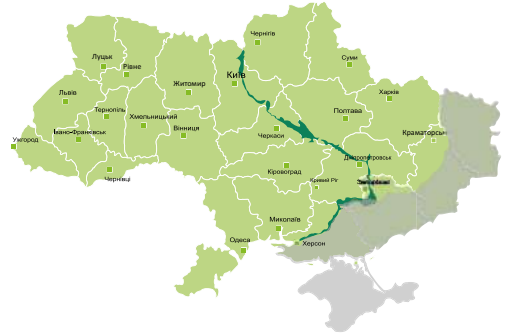 Чернігів
Луцьк
Рівне
Київ
Суми
Житомир
Харків
Львів
Тернопіль
Хмельницький
Полтава
Вінниця
Черкаси
Івано-Франківськ
Краматорськ
Ужгород
Дніпропетровськ
Чернівці
Кіровоград
Кривий Ріг
Миколаїв
Одеса
Херсон